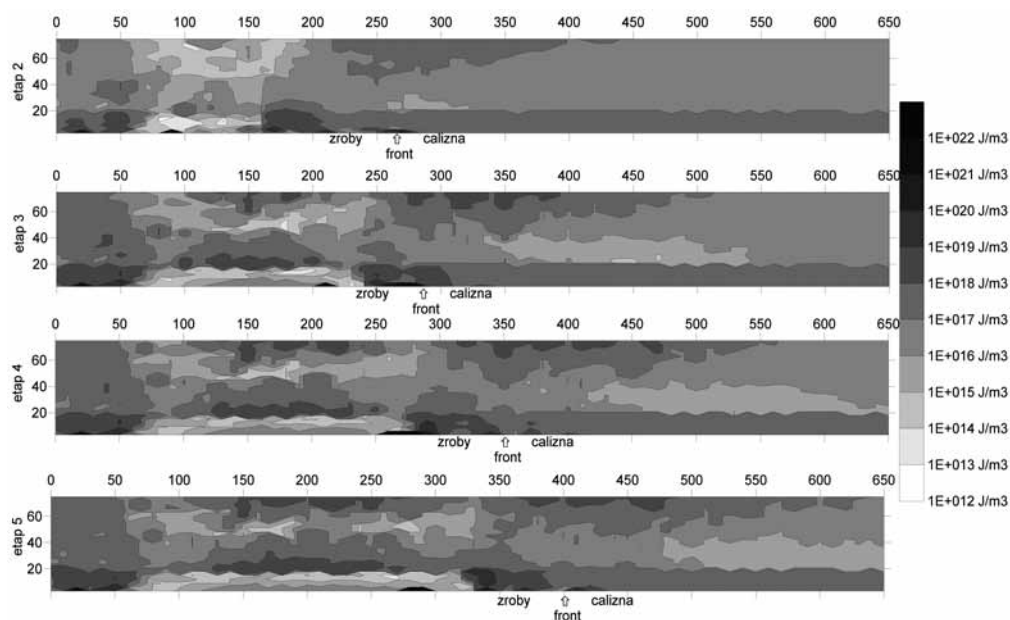 0 50 100 150 200 250 300 350 400 450 500 550 600 650
60
40
20
etap 2
zroby calizna
front
0 50 100 150 200 250 300 350 400 450 500 550 600 650
60
40
20
etap 3
zroby calizna
front
0 50 100 150 200 250 300 350 400 450 500 550 600 650
60
40
20
etap 4
zroby calizna
front
0 50 100 150 200 250 300 350 400 450 500 550 600 650
60
40
20
etap 5
zroby calizna
front
1E+022 J/m3
1E+021 J/m3
1E+020 J/m3
1E+019 J/m3
1E+018 J/m3
1E+017 J/m3
1E+016 J/m3
1E+015 J/m3
1E+014 J/m3
1E+013 J/m3
1E+012 J/m3